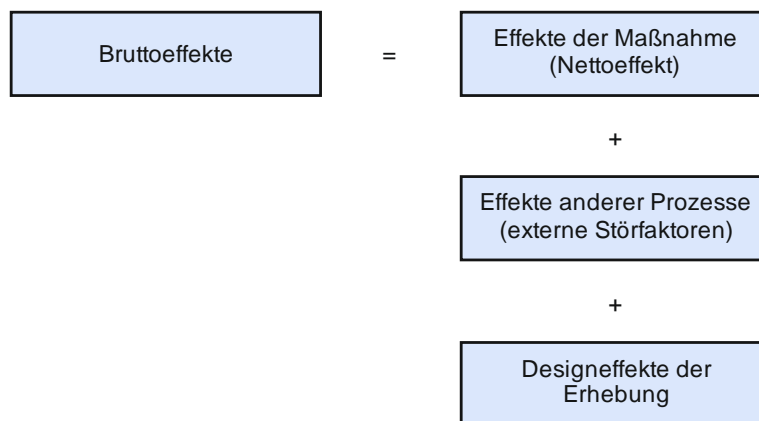 Bruttoeffekte
=
Effekte der Maßnahme
(Nettoeffekt)
+
Effekte anderer Prozesse
(externe Störfaktoren)
+
Designeffekte der
Erhebung